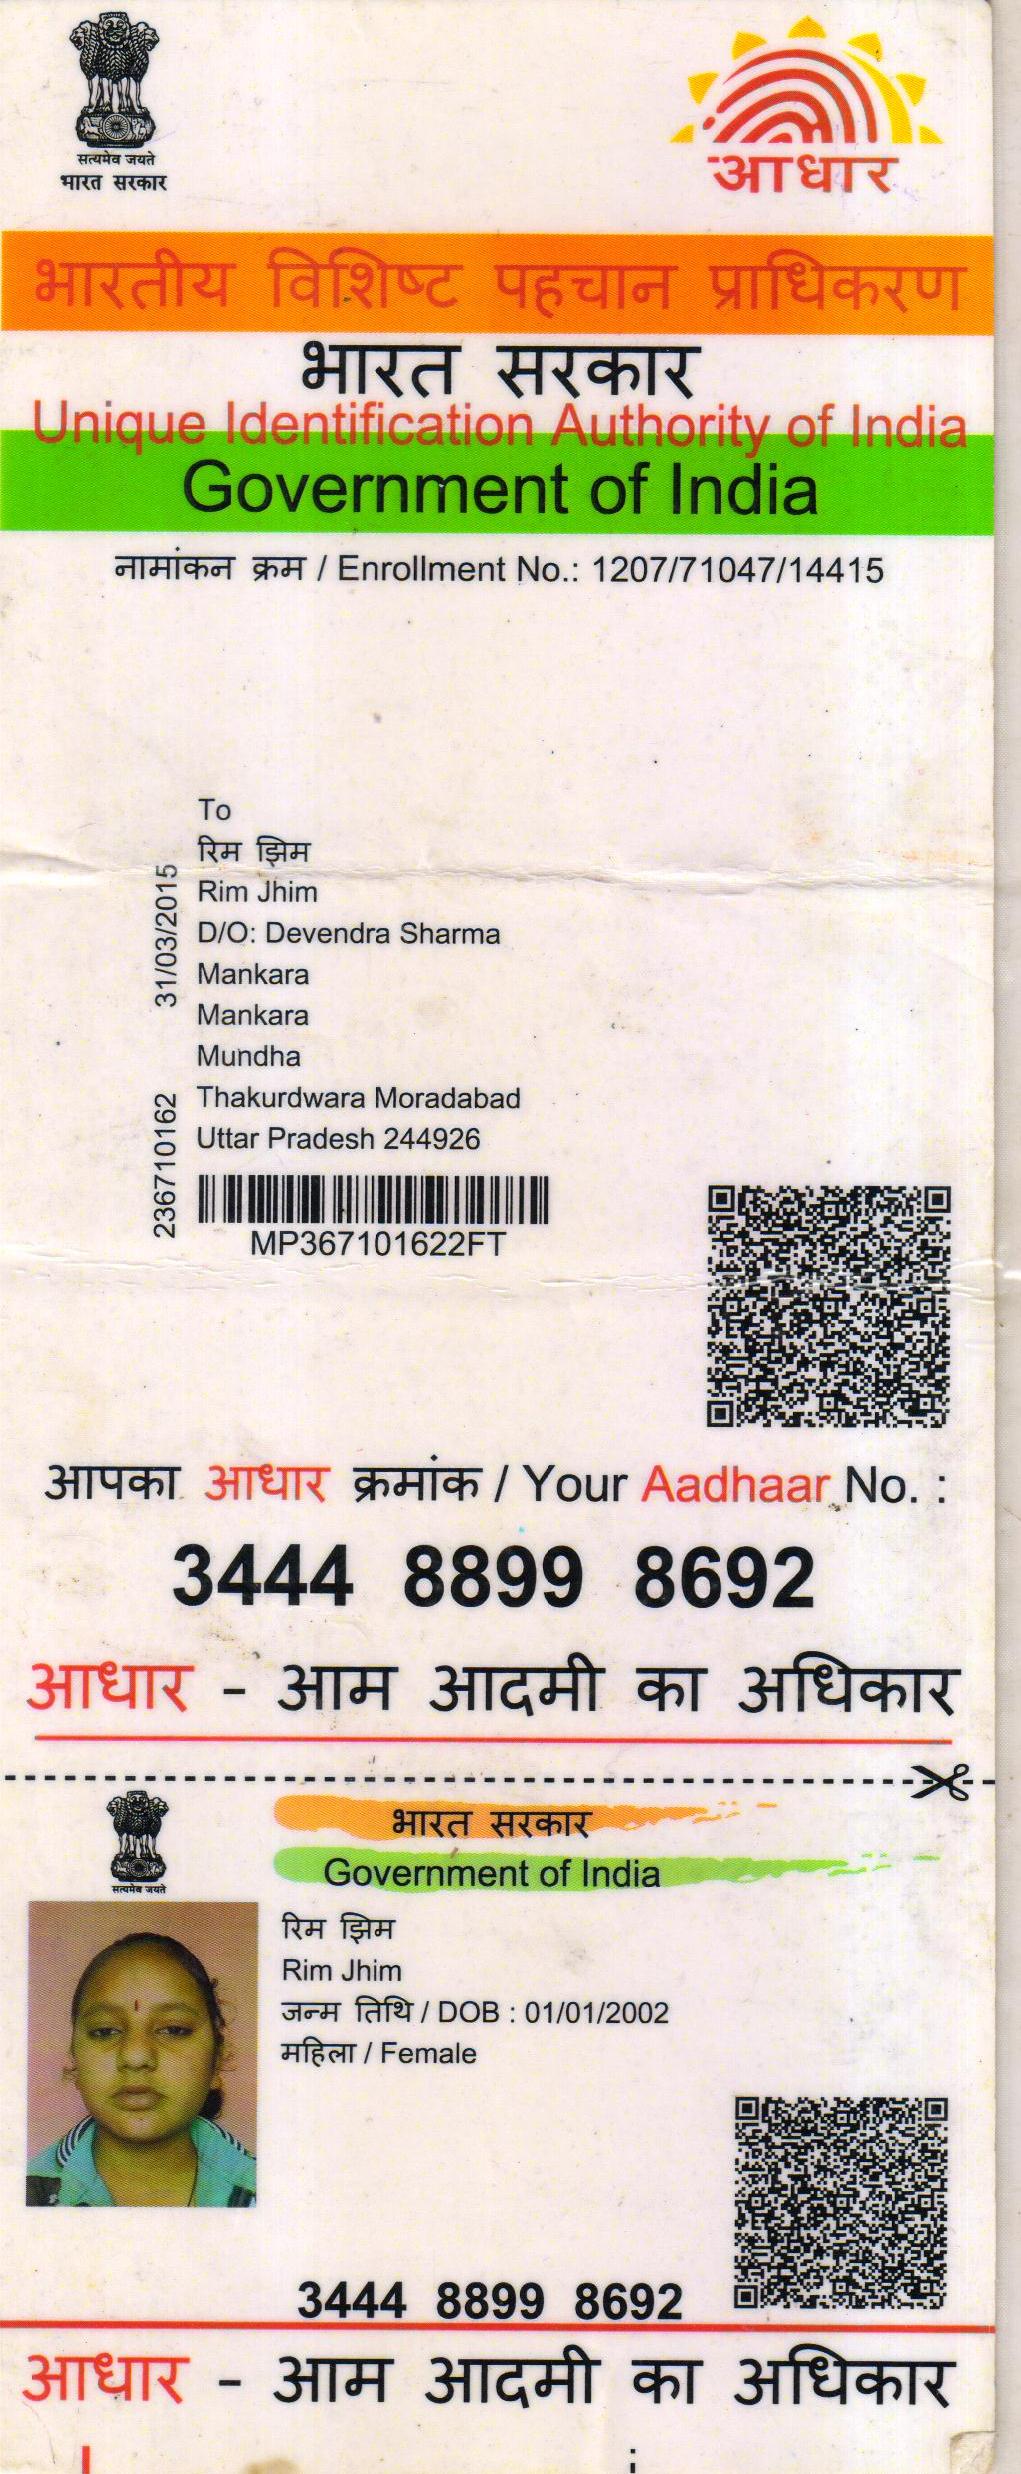 सत्यमेव जयते
भारत सरकार
आधार
भारतीय विशिष्ट पहचान प्राधिकरण
भारत सरकार
Unique Identification Authority of India
Government of India
नामांकन क्रम / Enrollment No.: 1207/71047/14415
To
रिम झिम
Rim Jhim
D/O: Devendra Sharma
Mankara
Mankara
Mundha
Thakurdwara Moradabad
Uttar Pradesh 244926
236710162 31/03/2015
MP367101622FT
आपका आधार क्रमांक / Your Aadhaar No. :
3444 8899 8692
आधार - आम आदमी का अधिकार
सत्यमेव जयते
भारत सरकार
Government of India
रिम झिम
Rim Jhim
जन्म तिथि / DOB : 01/01/2002
महिला / Female
3444 8899 8692
आधार - आम आदमी का अधिकार